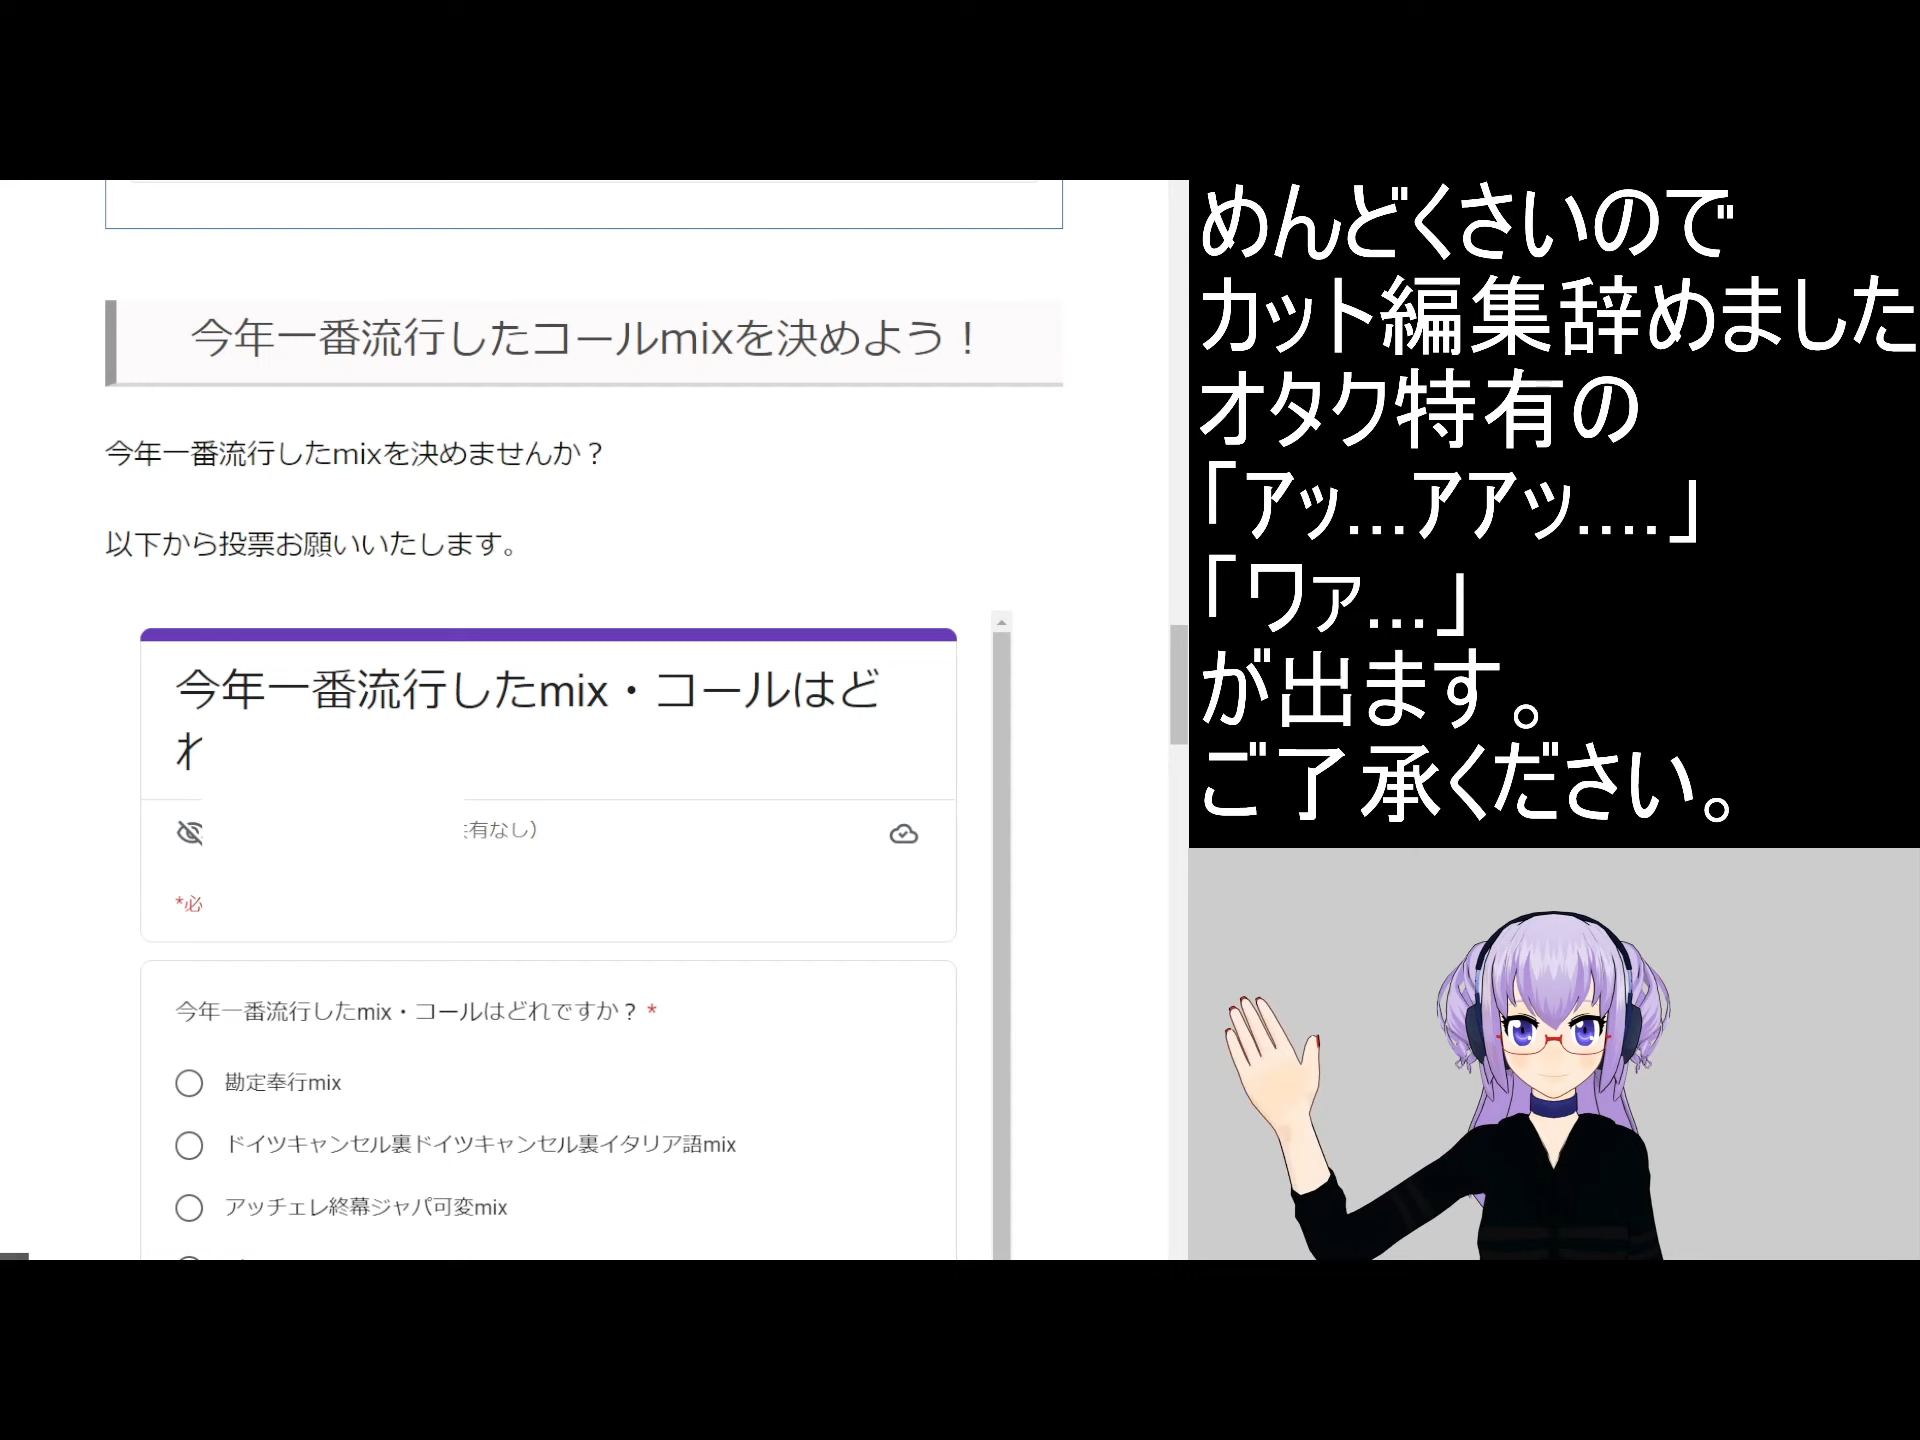 今年一番流行したコールmixを決めよう！
今年一番流行したmixを決めませんか？
以下から投票お願いいたします。
今年一番流行したmix・コールはど
れ
有なし）
*必
今年一番流行したmix・コールはどれですか？ *
勘定奉行mix
ドイツキャンセル裏ドイツキャンセル裏イタリア語mix
アッチェレ終幕ジャパ可変mix
めんどくさいので
カット編集辞めました
オタク特有の
「アッ...アアッ....」
「ワァ...」
が出ます。
ご了承ください。